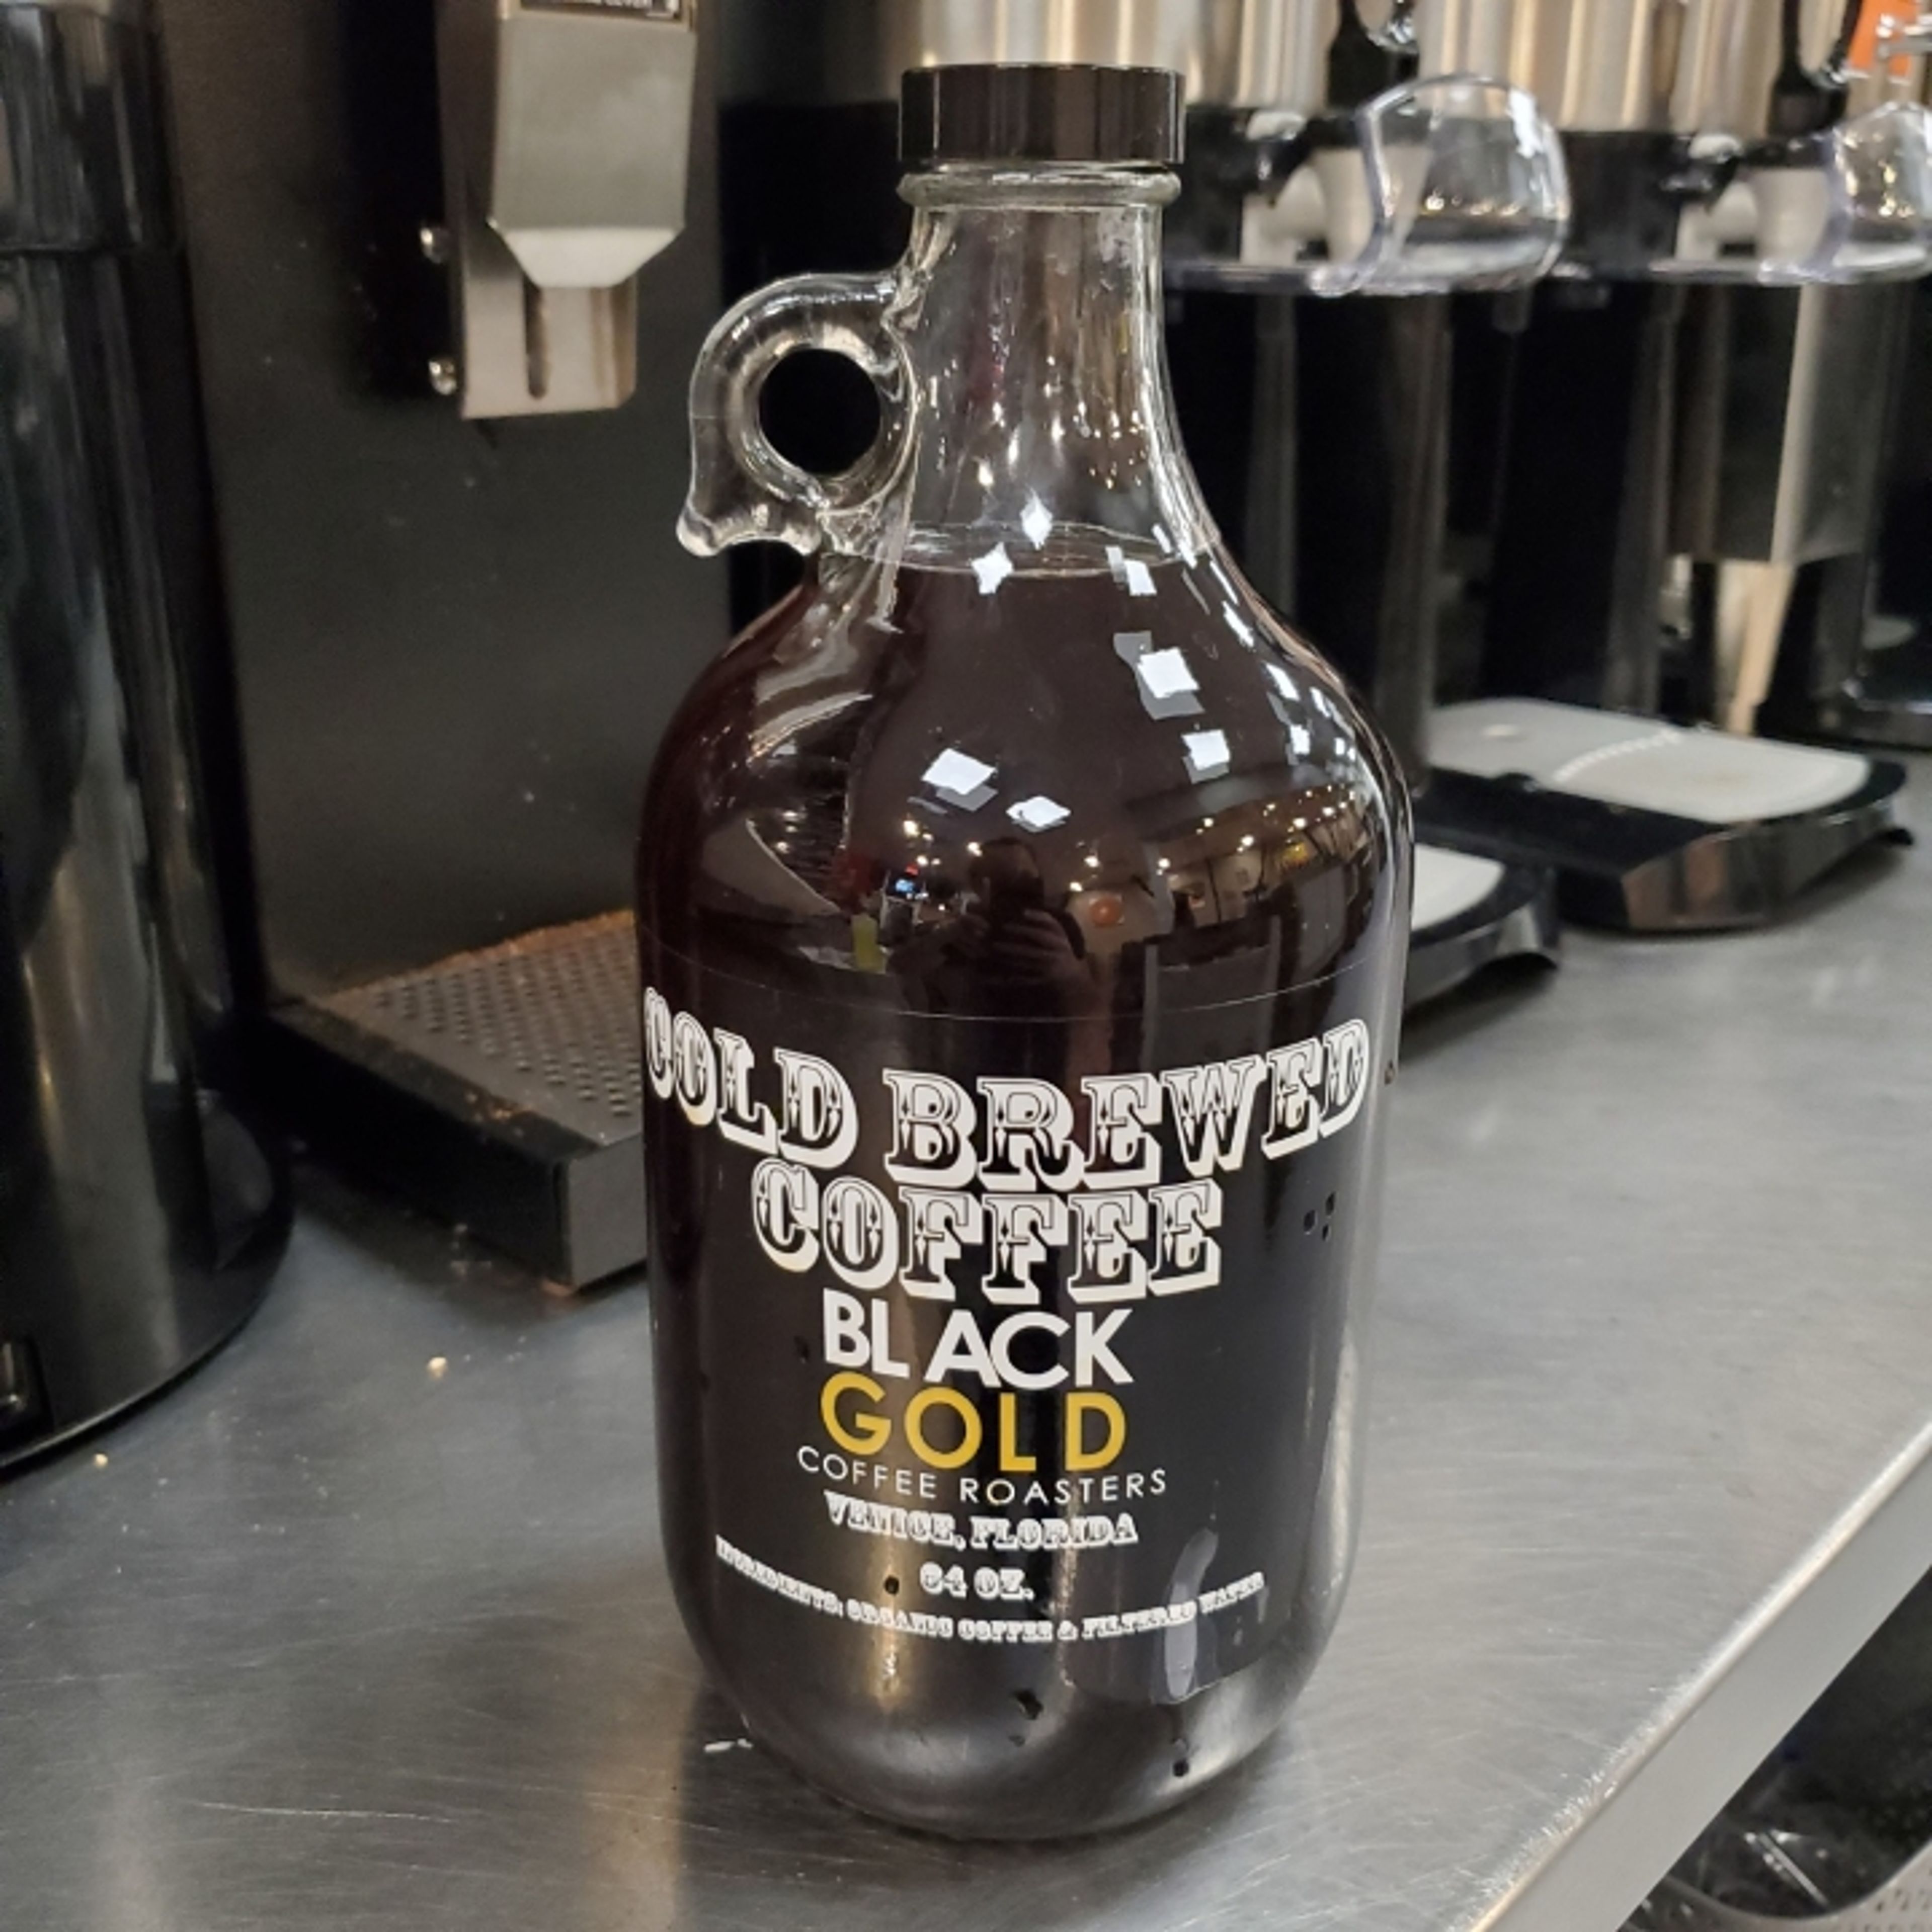 COLD BREWED
COFFEE
BLACK
GOLD
COFFEE ROASTERS
VENICE, FLORIDA
64 OZ.
INGREDIENTS: ORGANIC COFFEE & FILTERED WATER